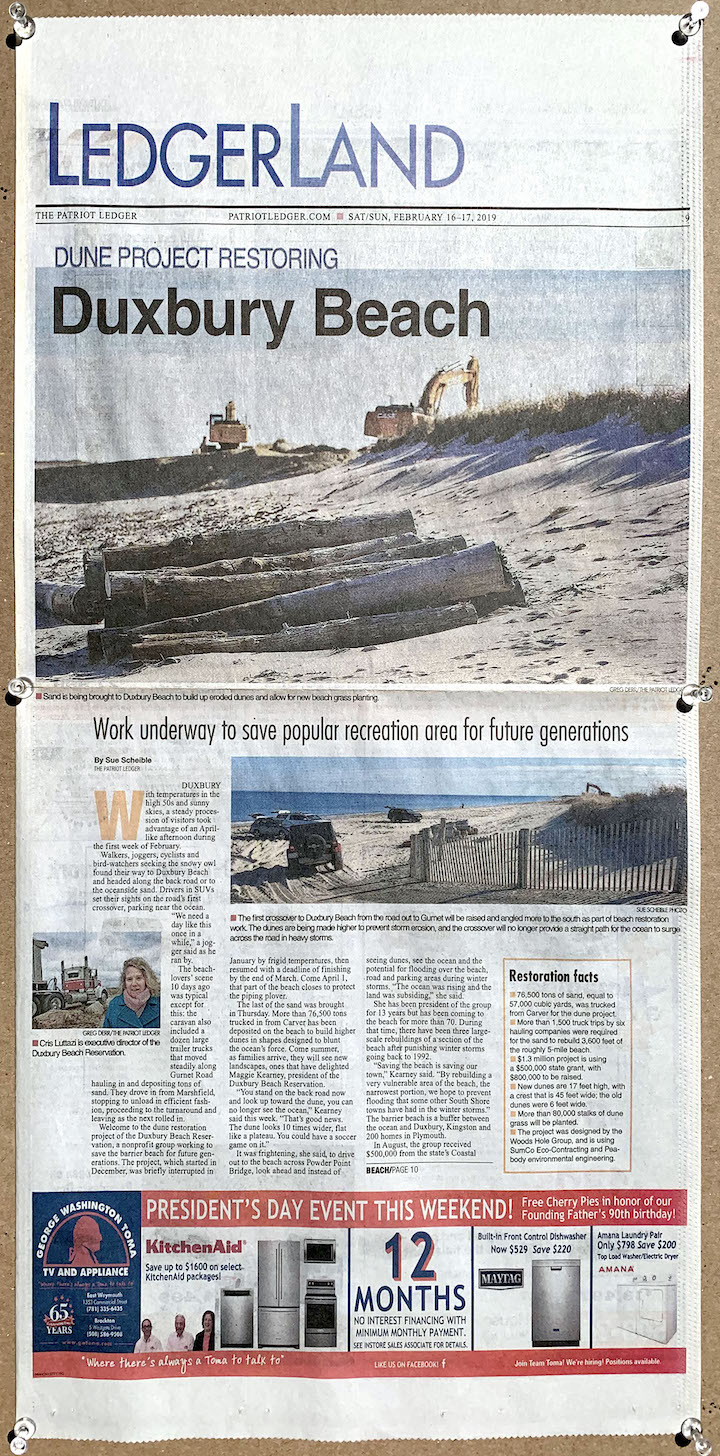 LEDGERLAND
THE PATRIOT LEDGER PATRIOTLEDGER.COM SAT/SUN, FEBRUARY 16–17, 2019 9
DUNE PROJECT RESTORING
Duxbury Beach
GREG DERR/THE PATRIOT LEDGER
Sand is being brought to Duxbury Beach to build up eroded dunes and allow for new beach grass planting.
Work underway to save popular recreation area for future generations
By Sue Scheible
THE PATRIOT LEDGER
DUXBURY
With temperatures in the
high 50s and sunny
skies, a steady proces-
sion of visitors took
advantage of an April-
like afternoon during
the first week of February.
Walkers, joggers, cyclists and
bird-watchers seeking the snowy owl
found their way to Duxbury Beach
and headed along the back road or to
the oceanside sand. Drivers in SUVs
set their sights on the road's first
crossover, parking near the ocean.
"We need a
day like this
once in a
while," a jog-
ger said as he
ran by.
The beach-
lovers' scene
10 days ago
was typical
except for
this: the
caravan also
included a
dozen large
trailer trucks
that moved
steadily along
Gurnet Road
hauling in and depositing tons of
sand. They drove in from Marshfield,
stopping to unload in efficient fash-
ion, proceeding to the turnaround and
leaving as the next rolled in.
Welcome to the dune restoration
project of the Duxbury Beach Reser-
vation, a nonprofit group working to
save the barrier beach for future gen-
erations. The project, which started in
December, was briefly interrupted in
GREG DERR/THE PATRIOT LEDGER
Cris Luttazi is executive director of the
Duxbury Beach Reservation.
SUE SCHEIBLE PHOTO
The first crossover to Duxbury Beach from the road out to Gurnet will be raised and angled more to the south as part of beach restoration
work. The dunes are being made higher to prevent storm erosion, and the crossover will no longer provide a straight path for the ocean to surge
across the road in heavy storms.
January by frigid temperatures, then
resumed with a deadline of finishing
by the end of March. Come April 1,
that part of the beach closes to protect
the piping plover.
The last of the sand was brought
in Thursday. More than 76,500 tons
trucked in from Carver has been
deposited on the beach to build higher
dunes in shapes designed to blunt
the ocean's force. Come summer,
as families arrive, they will see new
landscapes, ones that have delighted
Maggie Kearney, president of the
Duxbury Beach Reservation.
"You stand on the back road now
and look up toward the dune, you can
no longer see the ocean," Kearney
said this week. "That's good news.
The dune looks 10 times wider, flat
like a plateau. You could have a soccer
game on it."
It was frightening, she said, to drive
out to the beach across Powder Point
Bridge, look ahead and instead of
seeing dunes, see the ocean and the
potential for flooding over the beach,
road and parking areas during winter
storms. "The ocean was rising and the
land was subsiding," she said.
She has been president of the group
for 13 years but has been coming to
the beach for more than 70. During
that time, there have been three large-
scale rebuildings of a section of the
beach after punishing winter storms
going back to 1992.
"Saving the beach is saving our
town," Kearney said. "By rebuilding a
very vulnerable area of the beach, the
narrowest portion, we hope to prevent
flooding that some other South Shore
towns have had in the winter storms."
The barrier beach is a buffer between
the ocean and Duxbury, Kingston and
200 homes in Plymouth.
In August, the group received
$500,000 from the state's Coastal
BEACH/PAGE 10
Restoration facts
76,500 tons of sand, equal to
57,000 cubic yards, was trucked
from Carver for the dune project.
More than 1,500 truck trips by six
hauling companies were required
for the sand to rebuild 3,600 feet of
the roughly 5-mile beach.
$1.3 million project is using
a $500,000 state grant, with
$800,000 to be raised.
New dunes are 17 feet high, with
a crest that is 45 feet wide; the old
dunes were 6 feet wide.
More than 80,000 stalks of dune
grass will be planted.
The project was designed by the
Woods Hole Group, and is using
SumCo Eco-Contracting and Pea-
body environmental engineering.
GEORGE WASHINGTON TOMA
TV AND APPLIANCE
"Where there's always a Toma to talk to"
65
YEARS
East Weymouth
1353 Commercial Street
(781) 335-6435
Brockton
5 Westgate Drive
PRESIDENT'S DAY EVENT THIS WEEKEND!
Free Cherry Pies in honor of our
Founding Father's 90th birthday!
KitchenAid
Save up to $1600 on select
KitchenAid packages!
12
MONTHS
NO INTEREST FINANCING WITH
MINIMUM MONTHLY PAYMENT.
SEE INSTORE SALES ASSOCIATE FOR DETAILS.
Built-In Front Control Dishwasher
Now $529 Save $220
MAYTAG
Amana Laundry Pair
Only $798 Save $200
Top Load Washer/Electric Dryer
AMANA
"Where there's always a Toma to talk to"
LIKE US ON FACEBOOK! f
Join Team Toma! We're hiring! Positions available.